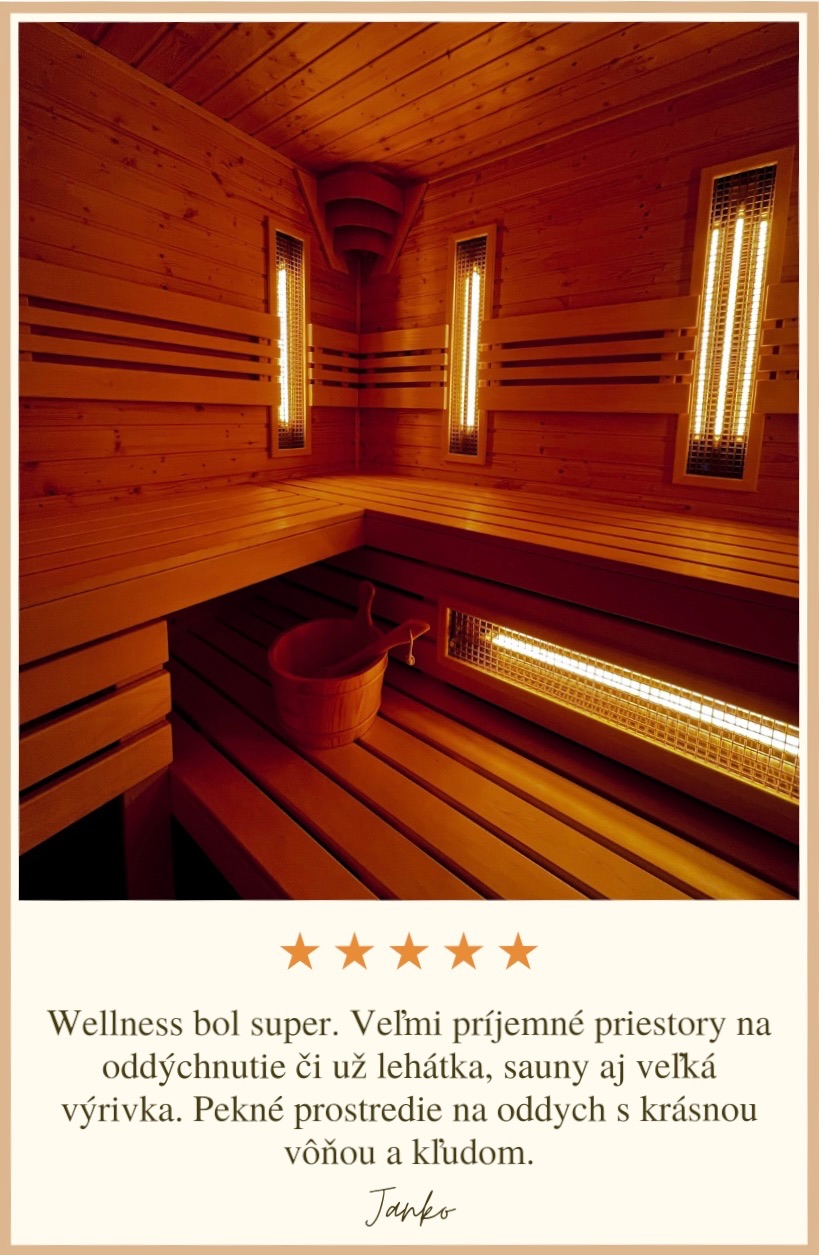 Wellness bol super. Veľmi príjemné priestory na
oddýchnutie či už lehátka, sauny aj veľká
výrivka. Pekné prostredie na oddych s krásnou
vôňou a kľudom.
Janko